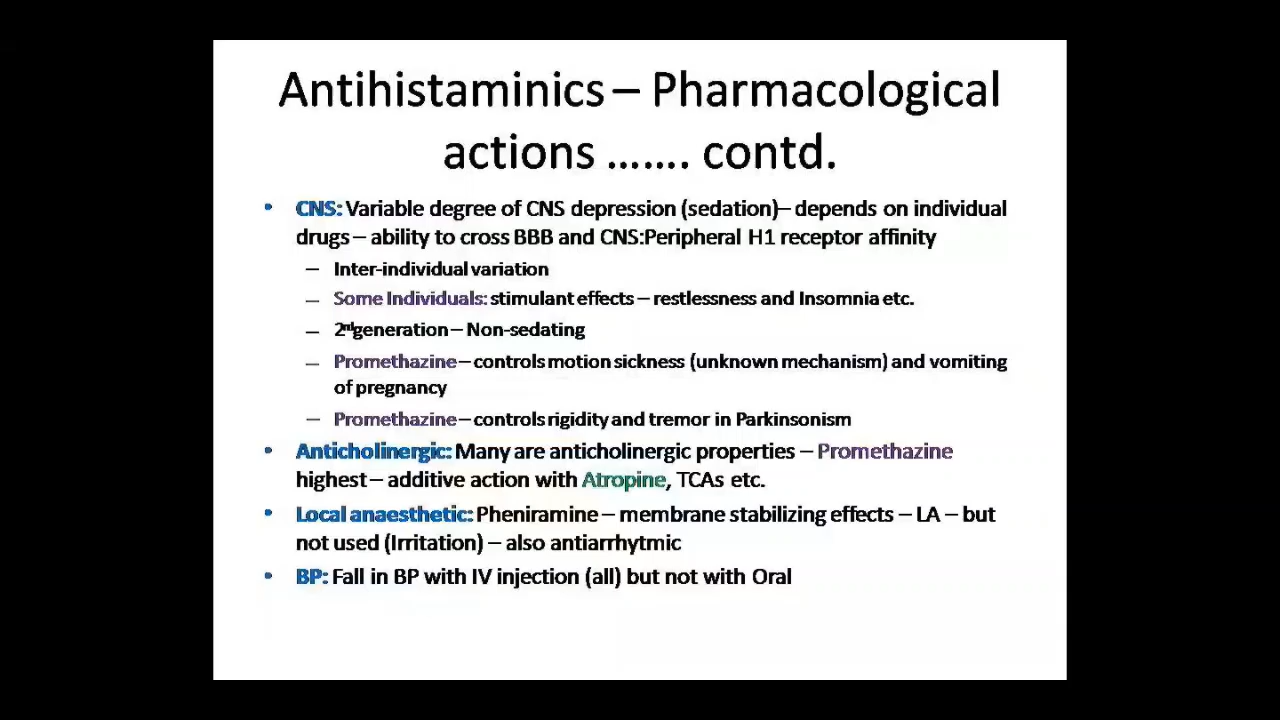 Antihistaminics – Pharmacological
actions ....... contd.
• CNS: Variable degree of CNS depression (sedation)– depends on individual
drugs – ability to cross BBB and CNS:Peripheral H1 receptor affinity
– Inter-individual variation
– Some Individuals: stimulant effects – restlessness and Insomnia etc.
– 2nd generation – Non-sedating
– Promethazine – controls motion sickness (unknown mechanism) and vomiting
of pregnancy
– Promethazine – controls rigidity and tremor in Parkinsonism
• Anticholinergic: Many are anticholinergic properties – Promethazine
highest – additive action with Atropine, TCAs etc.
• Local anaesthetic: Pheniramine – membrane stabilizing effects – LA – but
not used (Irritation) – also antiarrhytmic
• BP: Fall in BP with IV injection (all) but not with Oral